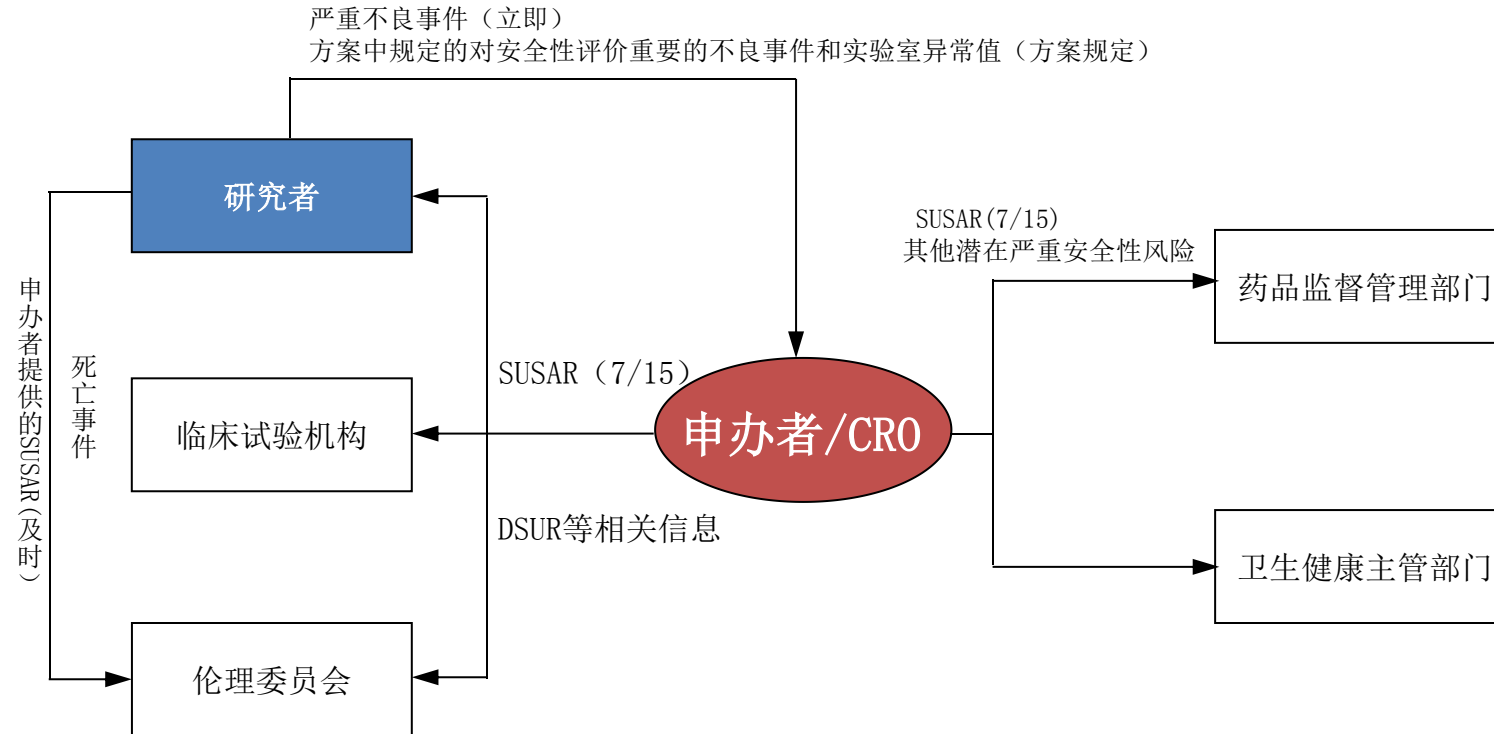 严重不良事件（立即）
方案中规定的对安全性评价重要的不良事件和实验室异常值（方案规定）
研究者
SUSAR(7/15)
其他潜在严重安全性风险
药品监督管理部门
申办者提供的SUSAR(及时)
死亡事件
SUSAR（7/15）
临床试验机构
申办者/CRO
DSUR等相关信息
卫生健康主管部门
伦理委员会